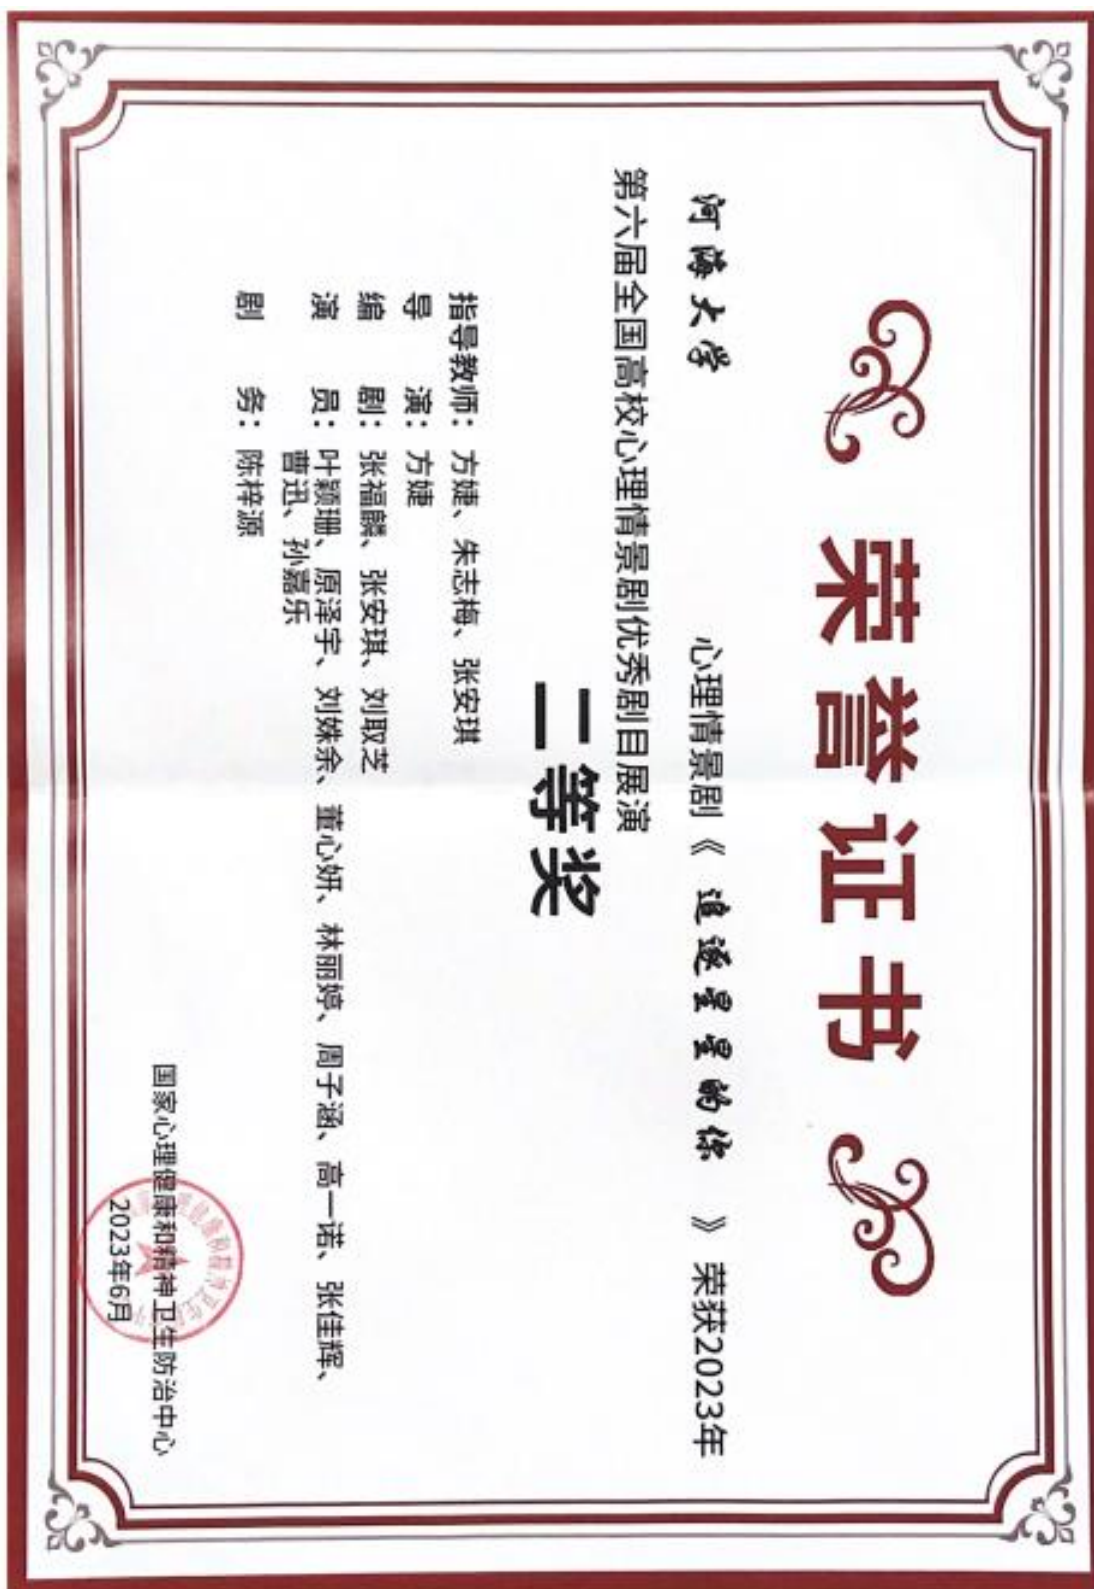 荣誉证书
河海大学 心理情景剧《追逐星星的你》荣获2023年
第六届全国高校心理情景剧优秀剧目展演
二等奖
指导教师：方婕、朱志梅、张安琪
导演：方婕
编剧：张福麟、张安琪、刘取芝
演员：叶颖珊、原泽宇、刘姝余、董心妍、林丽婷、周子涵、高一诺、张佳辉、
曹迅、孙嘉乐
剧务：陈梓源
国家心理健康和精神卫生防治中心
2023年6月